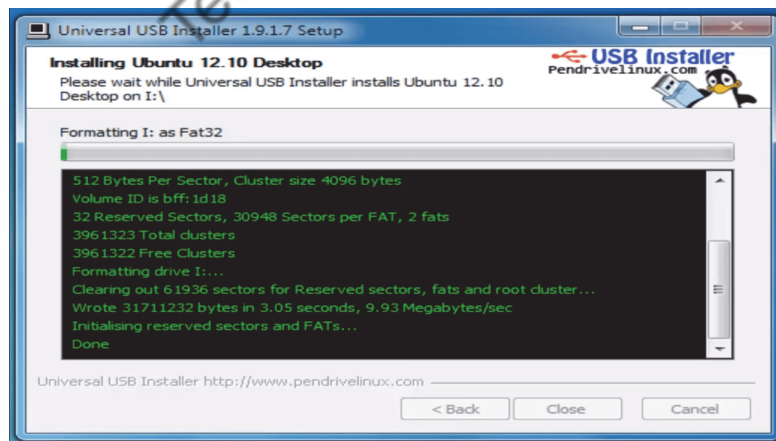 Universal USB Installer 1.9.1.7 Setup
Installing Ubuntu 12.10 Desktop
Please wait while Universal USB Installer installs Ubuntu 12.10
Desktop on I:\
USB Installer
Pendrivelinux.com
Formatting I: as Fat32
512 Bytes Per Sector, Cluster size 4096 bytes
Volume ID is bff:1d18
32 Reserved Sectors, 30948 Sectors per FAT, 2 fats
3961323 Total clusters
3961322 Free Clusters
Formatting drive I:...
Clearing out 61936 sectors for Reserved sectors, fats and root cluster...
Wrote 31711232 bytes in 3.05 seconds, 9.93 Megabytes/sec
Initialising reserved sectors and FATs...
Done
Universal USB Installer http://www.pendrivelinux.com
< Back Close Cancel